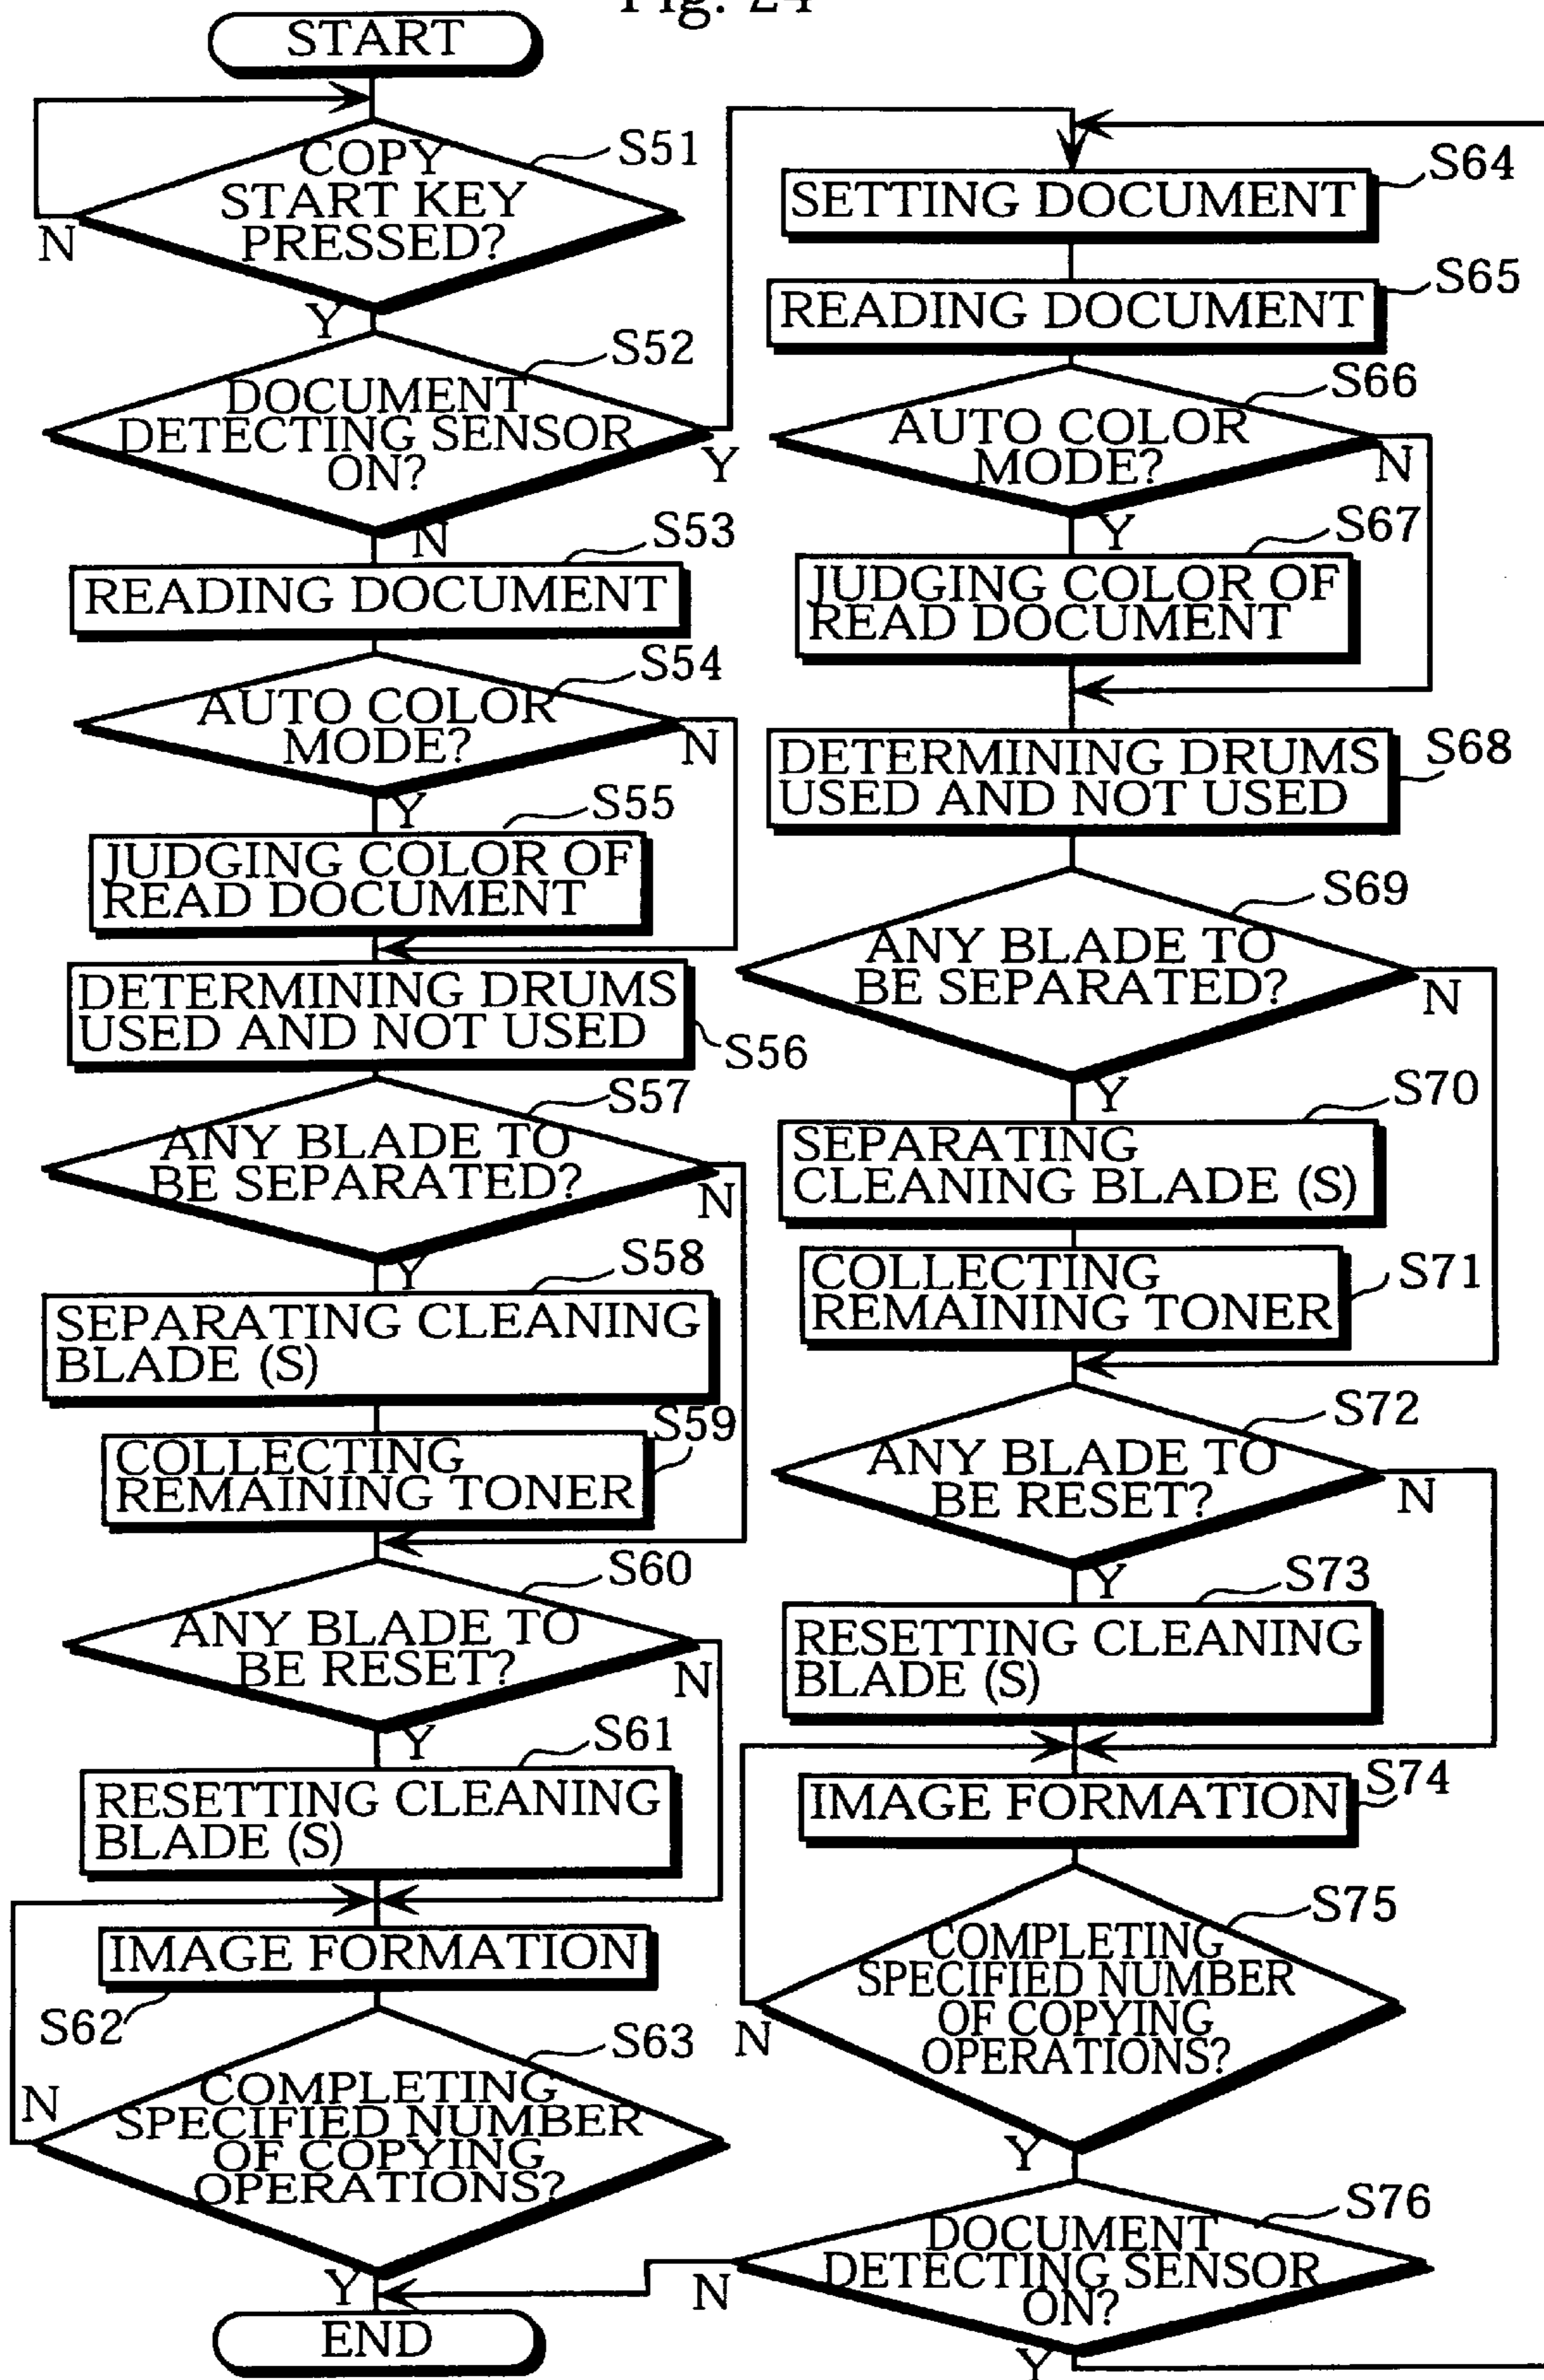 Fig. 24
START
COPY
START KEY
PRESSED?
S51
N
Y
DOCUMENT
DETECTING SENSOR
ON?
S52
Y
N
READING DOCUMENT
S53
AUTO COLOR
MODE?
S54
N
Y
JUDGING COLOR OF
READ DOCUMENT
S55
DETERMINING DRUMS
USED AND NOT USED
S56
ANY BLADE TO
BE SEPARATED?
S57
N
Y
SEPARATING CLEANING
BLADE (S)
S58
COLLECTING
REMAINING TONER
S59
ANY BLADE TO
BE RESET?
S60
N
Y
RESETTING CLEANING
BLADE (S)
S61
IMAGE FORMATION
S62
COMPLETING
SPECIFIED NUMBER
OF COPYING
OPERATIONS?
S63
N
Y
END
SETTING DOCUMENT
S64
READING DOCUMENT
S65
AUTO COLOR
MODE?
S66
N
Y
JUDGING COLOR OF
READ DOCUMENT
S67
DETERMINING DRUMS
USED AND NOT USED
S68
ANY BLADE TO
BE SEPARATED?
S69
N
Y
SEPARATING
CLEANING BLADE (S)
S70
COLLECTING
REMAINING TONER
S71
ANY BLADE TO
BE RESET?
S72
N
Y
RESETTING CLEANING
BLADE (S)
S73
IMAGE FORMATION
S74
COMPLETING
SPECIFIED NUMBER
OF COPYING
OPERATIONS?
S75
N
Y
DOCUMENT
DETECTING SENSOR
ON?
S76
N
Y